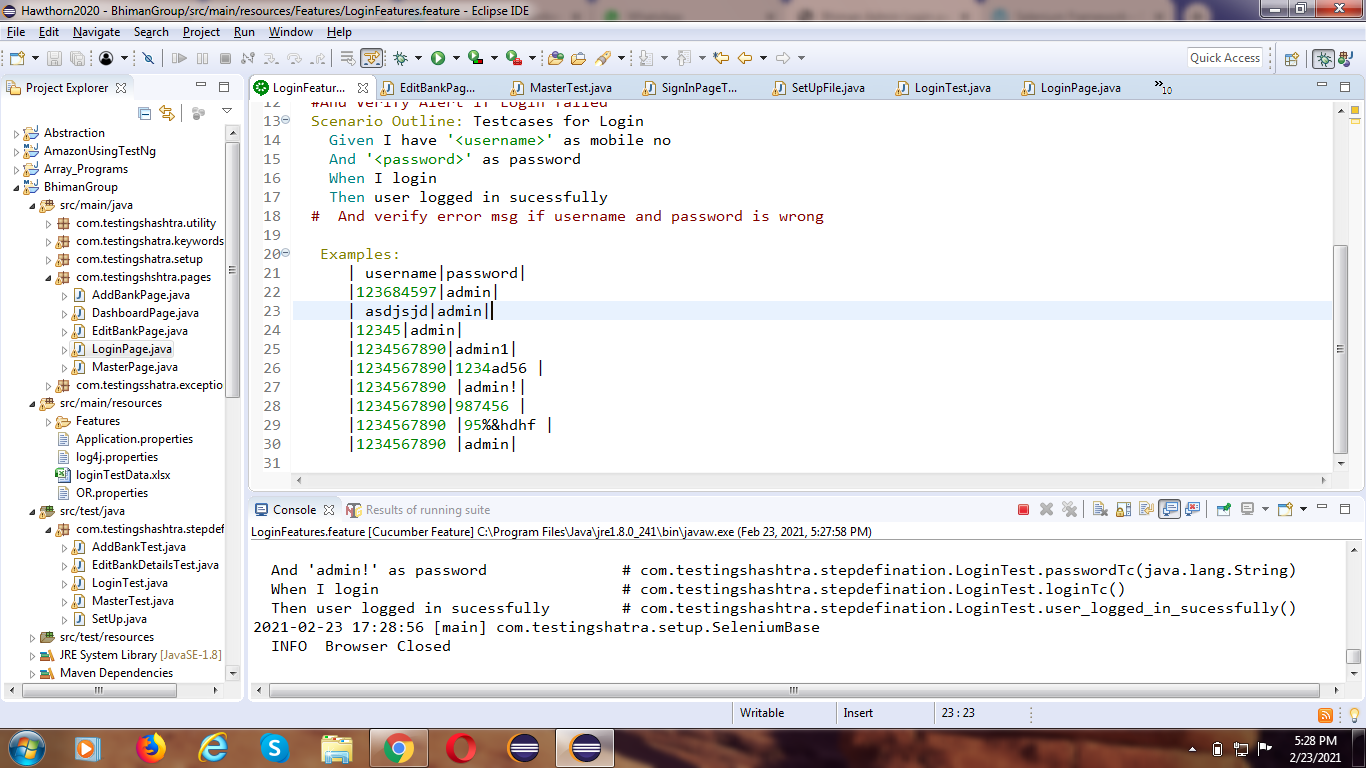 Hawthorn2020 - BhimanGroup/src/main/resources/Features/LoginFeatures.feature - Eclipse IDE
File Edit Navigate Search Project Run Window Help
Quick Access
Project Explorer
LoginFeatur... EditBankPag... MasterTest.java SignInPageT... SetUpFile.java LoginTest.java LoginPage.java »10
Abstraction
AmazonUsingTestNg
Array_Programs
BhimanGroup
src/main/java
com.testingshashtra.utility
com.testingshatra.keywords
com.testingshatra.setup
com.testingshshtra.pages
AddBankPage.java
DashboardPage.java
EditBankPage.java
LoginPage.java
MasterPage.java
com.testingsshatra.exceptio
src/main/resources
Features
Application.properties
log4j.properties
loginTestData.xlsx
OR.properties
src/test/java
com.testingshashtra.stepdef
AddBankTest.java
EditBankDetailsTest.java
LoginTest.java
MasterTest.java
SetUp.java
src/test/resources
JRE System Library [JavaSE-1.8]
Maven Dependencies
12 #And verify Alert if Login failed
13 Scenario Outline: Testcases for Login
14 Given I have '<username>' as mobile no
15 And '<password>' as password
16 When I login
17 Then user logged in sucessfully
18 #  And verify error msg if username and password is wrong
19
20 Examples:
21 | username|password|
22 |123684597|admin|
23 | asdjsjd|admin|
24 |12345|admin|
25 |1234567890|admin1|
26 |1234567890|1234ad56 |
27 |1234567890 |admin!|
28 |1234567890|987456 |
29 |1234567890 |95%&hdhf |
30 |1234567890 |admin|
31
Console Results of running suite
LoginFeatures.feature [Cucumber Feature] C:\Program Files\Java\jre1.8.0_241\bin\javaw.exe (Feb 23, 2021, 5:27:58 PM)
And 'admin!' as password # com.testingshashtra.stepdefination.LoginTest.passwordTc(java.lang.String)
When I login # com.testingshashtra.stepdefination.LoginTest.loginTc()
Then user logged in sucessfully # com.testingshashtra.stepdefination.LoginTest.user_logged_in_sucessfully()
2021-02-23 17:28:56 [main] com.testingshatra.setup.SeleniumBase
INFO  Browser Closed
Writable Insert 23 : 23
5:28 PM
2/23/2021